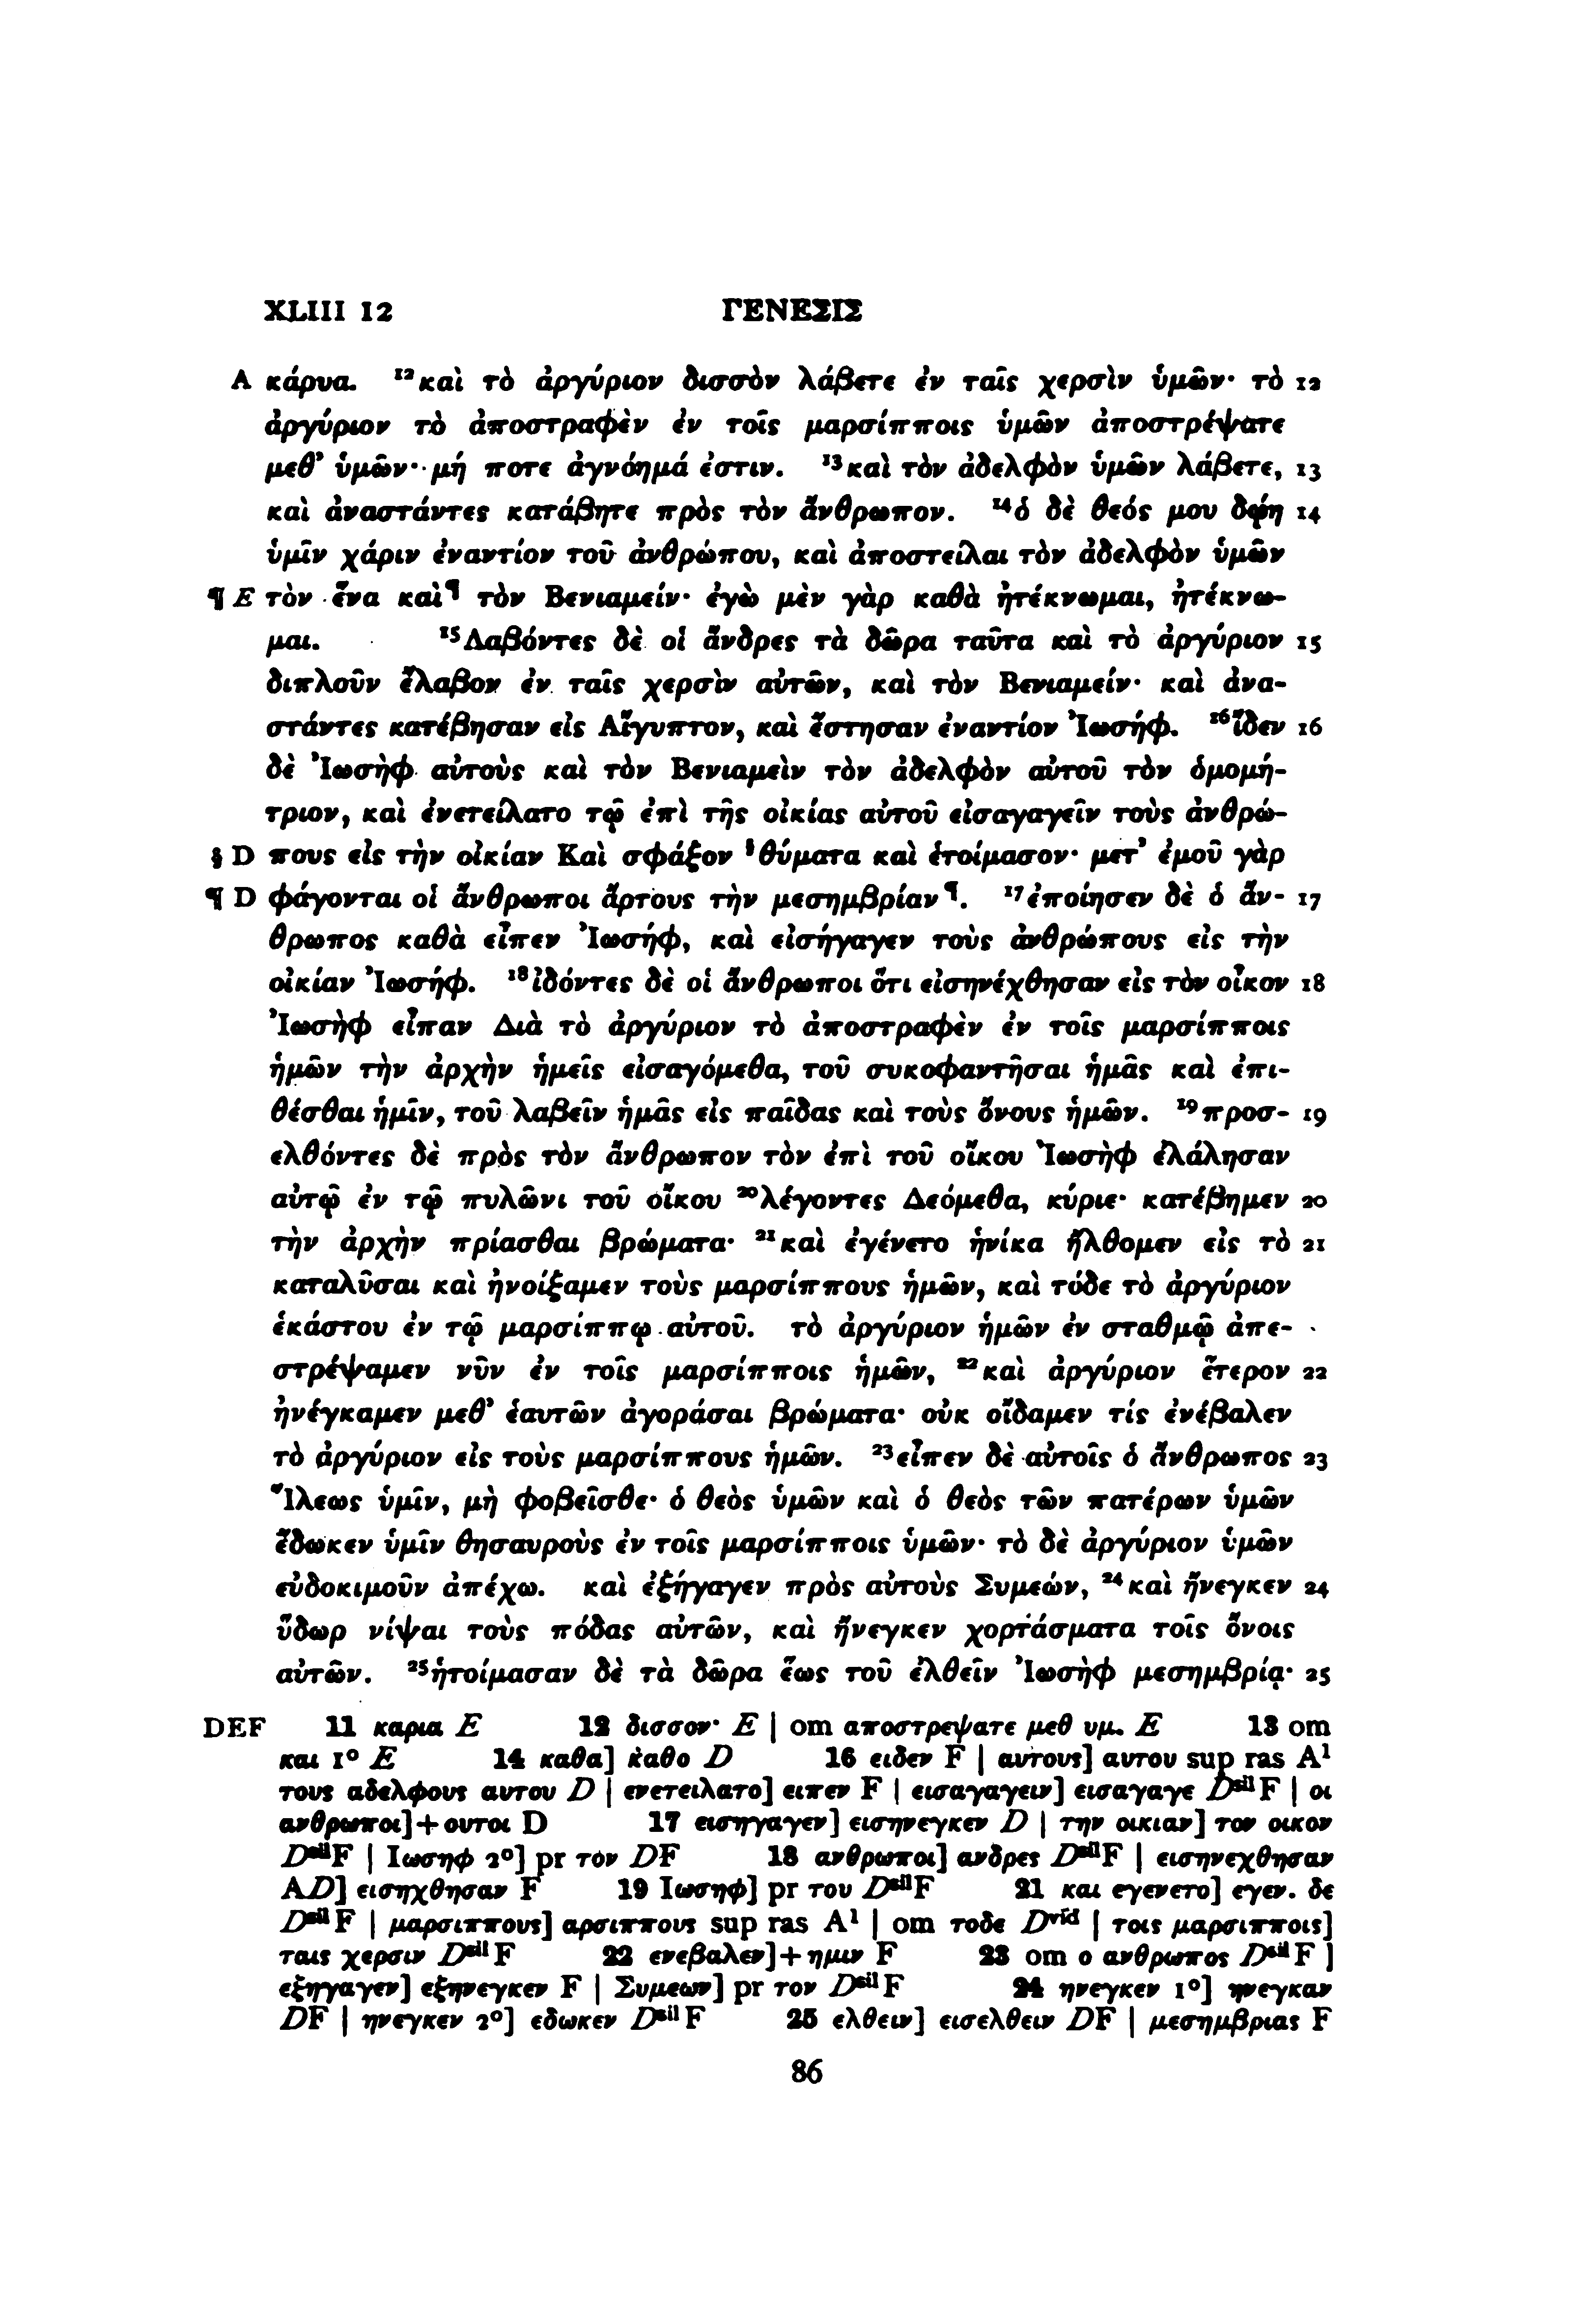 XLIII 12 ΓΕΝΕΣΙΣ
A κάρυα. ¹²καὶ τὸ ἀργύριον δισσὸν λάβετε ἐν ταῖς χερσὶν ὑμῶν· τὸ 12
ἀργύριον τὸ ἀποστραφὲν ἐν τοῖς μαρσίπποις ὑμῶν ἀποστρέψατε
μεθ’ ὑμῶν· μή ποτε ἀγνόημά ἐστιν. ¹³καὶ τὸν ἀδελφὸν ὑμῶν λάβετε, 13
καὶ ἀναστάντες κατάβητε πρὸς τὸν ἄνθρωπον. ¹⁴ὁ δὲ θεός μου δῴη 14
ὑμῖν χάριν ἐναντίον τοῦ ἀνθρώπου, καὶ ἀποστεῖλαι τὸν ἀδελφὸν ὑμῶν
¶ E τὸν ἕνα καὶ¶ τὸν Βενιαμείν· ἐγὼ μὲν γὰρ καθὰ ἠτέκνωμαι, ἠτέκνω-
μαι. ¹⁵Λαβόντες δὲ οἱ ἄνδρες τὰ δῶρα ταῦτα καὶ τὸ ἀργύριον 15
διπλοῦν ἔλαβον ἐν ταῖς χερσὶν αὐτῶν, καὶ τὸν Βενιαμείν· καὶ ἀνα-
στάντες κατέβησαν εἰς Αἴγυπτον, καὶ ἔστησαν ἐναντίον Ἰωσήφ. ¹⁶ἴδεν 16
δὲ Ἰωσὴφ αὐτοὺς καὶ τὸν Βενιαμεὶν τὸν ἀδελφὸν αὐτοῦ τὸν ὁμομή-
τριον, καὶ ἐνετείλατο τῷ ἐπὶ τῆς οἰκίας αὐτοῦ εἰσαγαγεῖν τοὺς ἀνθρώ-
§ D πους εἰς τὴν οἰκίαν Καὶ σφάξον §θύματα καὶ ἑτοίμασον· μετ’ ἐμοῦ γὰρ
¶ D φάγονται οἱ ἄνθρωποι ἄρτους τὴν μεσημβρίαν¶. ¹⁷ἐποίησεν δὲ ὁ ἄν- 17
θρωπος καθὰ εἶπεν Ἰωσήφ, καὶ εἰσήγαγεν τοὺς ἀνθρώπους εἰς τὴν
οἰκίαν Ἰωσήφ. ¹⁸ἰδόντες δὲ οἱ ἄνθρωποι ὅτι εἰσηνέχθησαν εἰς τὸν οἶκον 18
Ἰωσὴφ εἶπαν Διὰ τὸ ἀργύριον τὸ ἀποστραφὲν ἐν τοῖς μαρσίπποις
ἡμῶν τὴν ἀρχὴν ἡμεῖς εἰσαγόμεθα, τοῦ συκοφαντῆσαι ἡμᾶς καὶ ἐπι-
θέσθαι ἡμῖν, τοῦ λαβεῖν ἡμᾶς εἰς παῖδας καὶ τοὺς ὄνους ἡμῶν. ¹⁹προσ- 19
ελθόντες δὲ πρὸς τὸν ἄνθρωπον τὸν ἐπὶ τοῦ οἴκου Ἰωσὴφ ἐλάλησαν
αὐτῷ ἐν τῷ πυλῶνι τοῦ οἴκου ²⁰λέγοντες Δεόμεθα, κύριε· κατέβημεν 20
τὴν ἀρχὴν πρίασθαι βρώματα· ²¹καὶ ἐγένετο ἡνίκα ἤλθομεν εἰς τὸ 21
καταλῦσαι καὶ ἠνοίξαμεν τοὺς μαρσίππους ἡμῶν, καὶ τόδε τὸ ἀργύριον
ἑκάστου ἐν τῷ μαρσίππῳ αὐτοῦ. τὸ ἀργύριον ἡμῶν ἐν σταθμῷ ἀπε-
στρέψαμεν νῦν ἐν τοῖς μαρσίπποις ἡμῶν, ²²καὶ ἀργύριον ἕτερον 22
ἠνέγκαμεν μεθ’ ἑαυτῶν ἀγοράσαι βρώματα· οὐκ οἴδαμεν τίς ἐνέβαλεν
τὸ ἀργύριον εἰς τοὺς μαρσίππους ἡμῶν. ²³εἶπεν δὲ αὐτοῖς ὁ ἄνθρωπος 23
Ἵλεως ὑμῖν, μὴ φοβεῖσθε· ὁ θεὸς ὑμῶν καὶ ὁ θεὸς τῶν πατέρων ὑμῶν
ἔδωκεν ὑμῖν θησαυροὺς ἐν τοῖς μαρσίπποις ὑμῶν· τὸ δὲ ἀργύριον ὑμῶν
εὐδοκιμοῦν ἀπέχω. καὶ ἐξήγαγεν πρὸς αὐτοὺς Συμεών, ²⁴καὶ ἤνεγκεν 24
ὕδωρ νίψαι τοὺς πόδας αὐτῶν, καὶ ἤνεγκεν χορτάσματα τοῖς ὄνοις
αὐτῶν. ²⁵ἡτοίμασαν δὲ τὰ δῶρα ἕως τοῦ ἐλθεῖν Ἰωσὴφ μεσημβρίᾳ· 25
DEF 11 καρια E 12 δισσον· E | om αποστρεψατε μεθ υμ. E 13 om
και 1° E 14 καθα] καθο D 16 ειδεν F | αυτους] αυτου sup ras A¹
τους αδελφους αυτου D | ενετειλατο] ειπεν F | εισαγαγειν] εισαγαγε Dˢⁱˡ F | οι
ανθρωποι]+ουτοι D 17 εισηγαγεν] εισηνεγκεν D | την οικιαν] τον οικον
Dˢⁱˡ F | Ιωσηφ 2°] pr τον DF 18 ανθρωποι] ανδρες Dˢⁱˡ F | εισηνεχθησαν
AD] εισηχθησαν F 19 Ιωσηφ] pr του Dˢⁱˡ F 21 και εγενετο] εγεν. δε
Dˢⁱˡ F | μαρσιππους] αρσιππους sup ras A¹ | om τοδε Dᵛⁱᵈ | τοις μαρσιπποις]
ταις χερσιν Dˢⁱˡ F 22 ενεβαλεν]+ημιν F 23 om ο ανθρωπος Dˢⁱˡ F |
εξηγαγεν] εξηνεγκεν F | Συμεων] pr τον Dˢⁱˡ F 24 ηνεγκεν 1°] ηνεγκαν
DF | ηνεγκεν 2°] εδωκεν Dˢⁱˡ F 25 ελθειν] εισελθειν DF | μεσημβριας F
86